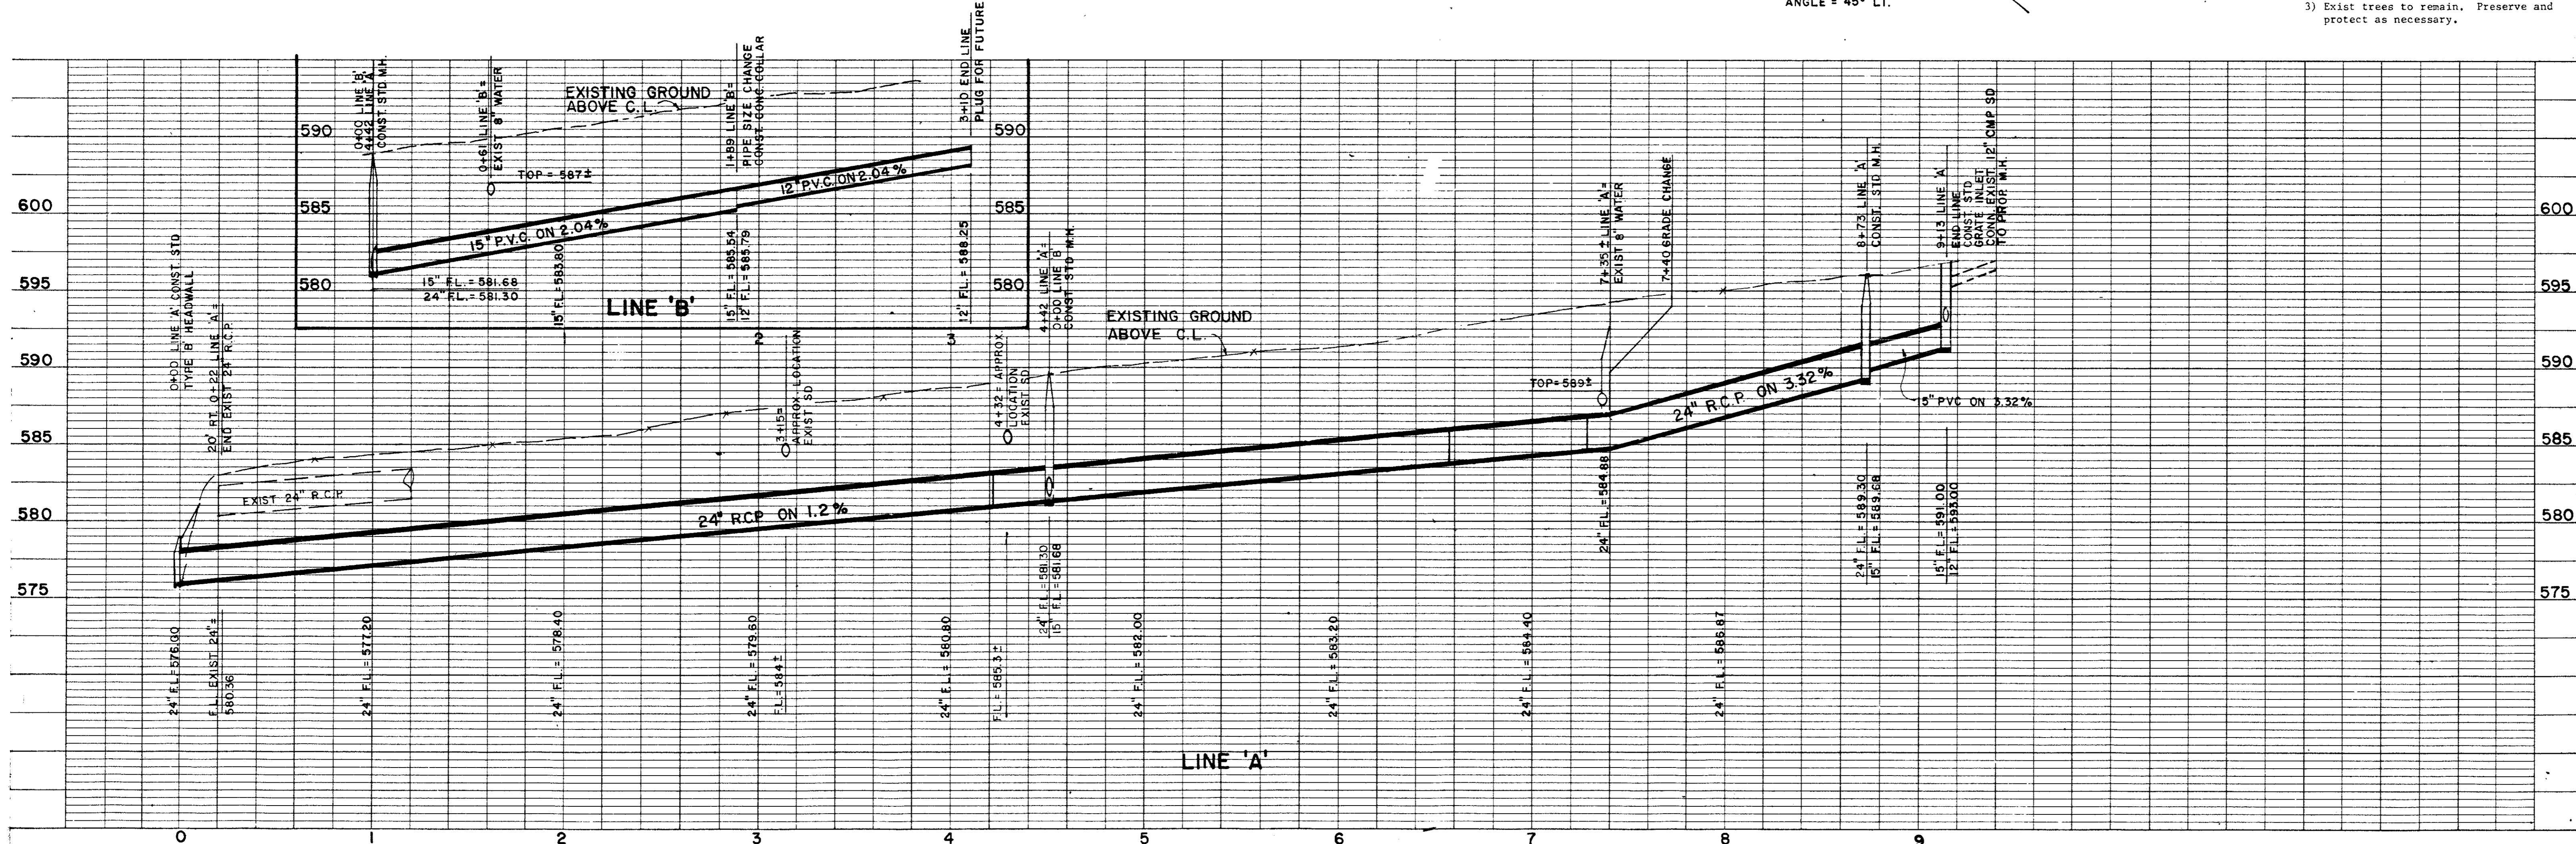 ANGLE = 45° LT.
3) Exist trees to remain. Preserve and
protect as necessary.
0+00 LINE 'B'
4+42 LINE 'A'
CONST. STD. M.H.
0+61 LINE 'B' =
EXIST 8" WATER
EXISTING GROUND
ABOVE C.L.
1+89 LINE 'B' =
PIPE SIZE CHANGE
CONST. CONC. COLLAR
3+10 END LINE
PLUG FOR FUTURE
590
590
TOP = 587±
12" P.V.C. ON 2.04%
585
585
15" P.V.C. ON 2.04%
580
580
15" F.L. = 581.68
24" F.L. = 581.30
15" F.L. = 583.80
15" F.L. = 585.54
12" F.L. = 585.79
12" F.L. = 588.25
LINE 'B'
2
3
600
600
595
595
590
590
585
585
580
580
575
575
0+00 LINE 'A' CONST. STD
TYPE 'B' HEADWALL
20' RT. 0+22 LINE 'A' =
END EXIST 24" R.C.P.
EXIST 24" R.C.P.
3+15=
APPROX. LOCATION
EXIST SD
4+32 = APPROX.
LOCATION
EXIST SD
4+42 LINE 'A' =
0+00 LINE 'B'
CONST STD M.H.
EXISTING GROUND
ABOVE C.L.
7+35 ± LINE 'A' =
EXIST 8" WATER
7+40 GRADE CHANGE
TOP = 589±
8+73 LINE 'A'
CONST. STD M.H.
9+13 LINE 'A'
END LINE
CONST. STD
GRATE INLET
CONN. EXIST. 12" CMP SD
TO PROP. M.H.
24" R.C.P. ON 1.2%
24" R.C.P. ON 3.32%
15" PVC ON 3.32%
24" F.L. = 576.00
F.L. EXIST 24" =
580.36
24" F.L. = 577.20
24" F.L. = 578.40
24" F.L. = 579.60
F.L. = 584±
24" F.L. = 580.80
F.L. = 585.3±
24" F.L. = 581.30
15" F.L. = 581.68
24" F.L. = 582.00
24" F.L. = 583.20
24" F.L. = 584.40
24" F.L. = 584.88
24" F.L. = 586.87
24" F.L. = 589.30
15" F.L. = 589.68
15" F.L. = 591.00
12" F.L. = 593.00
LINE 'A'
0
1
2
3
4
5
6
7
8
9